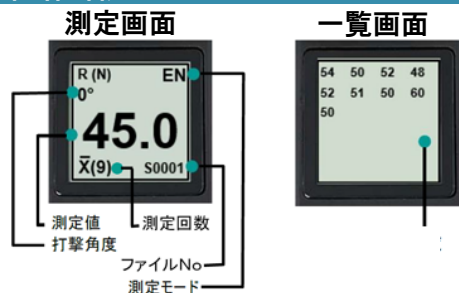 測定画面
一覧画面
R (N) EN
0°
45.0
X̄(9) S0001
54 50 52 48
52 51 50 60
50
測定値
測定回数
打撃角度
ファイルNo
測定モード